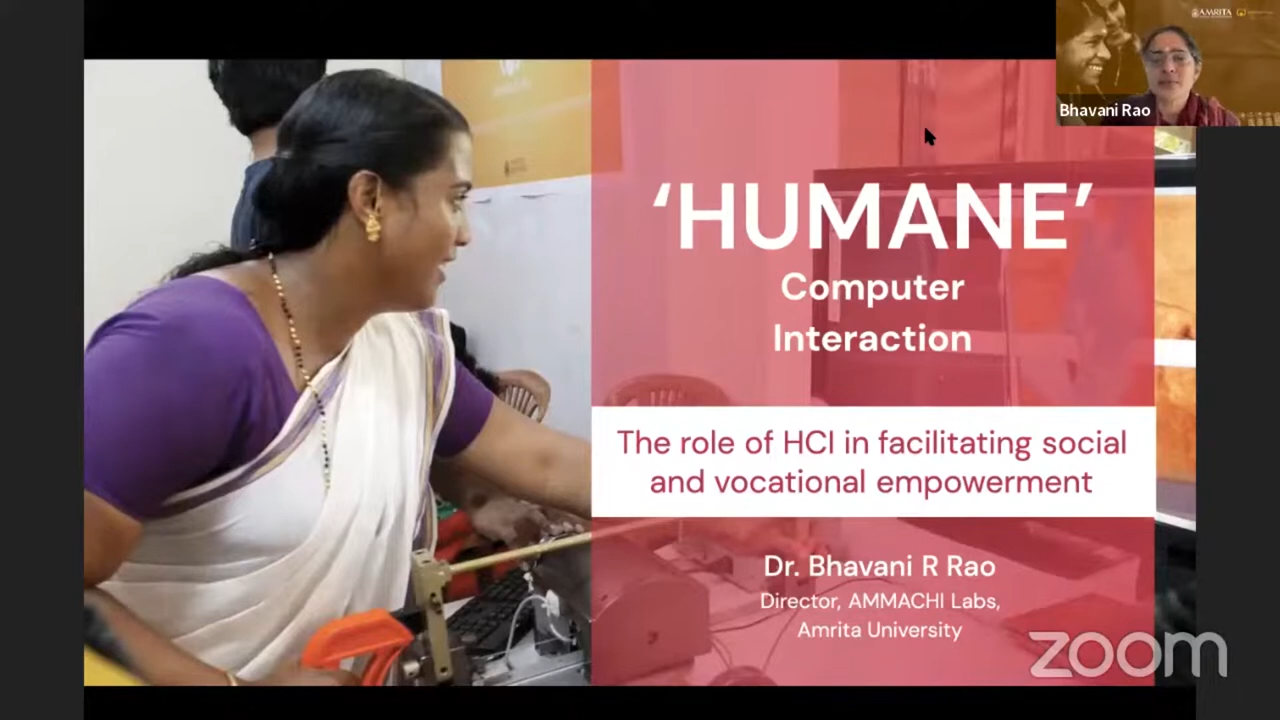 AMRITA
Bhavani Rao
‘HUMANE’
Computer
Interaction
The role of HCI in facilitating social
and vocational empowerment
Dr. Bhavani R Rao
Director, AMMACHI Labs,
Amrita University
zoom